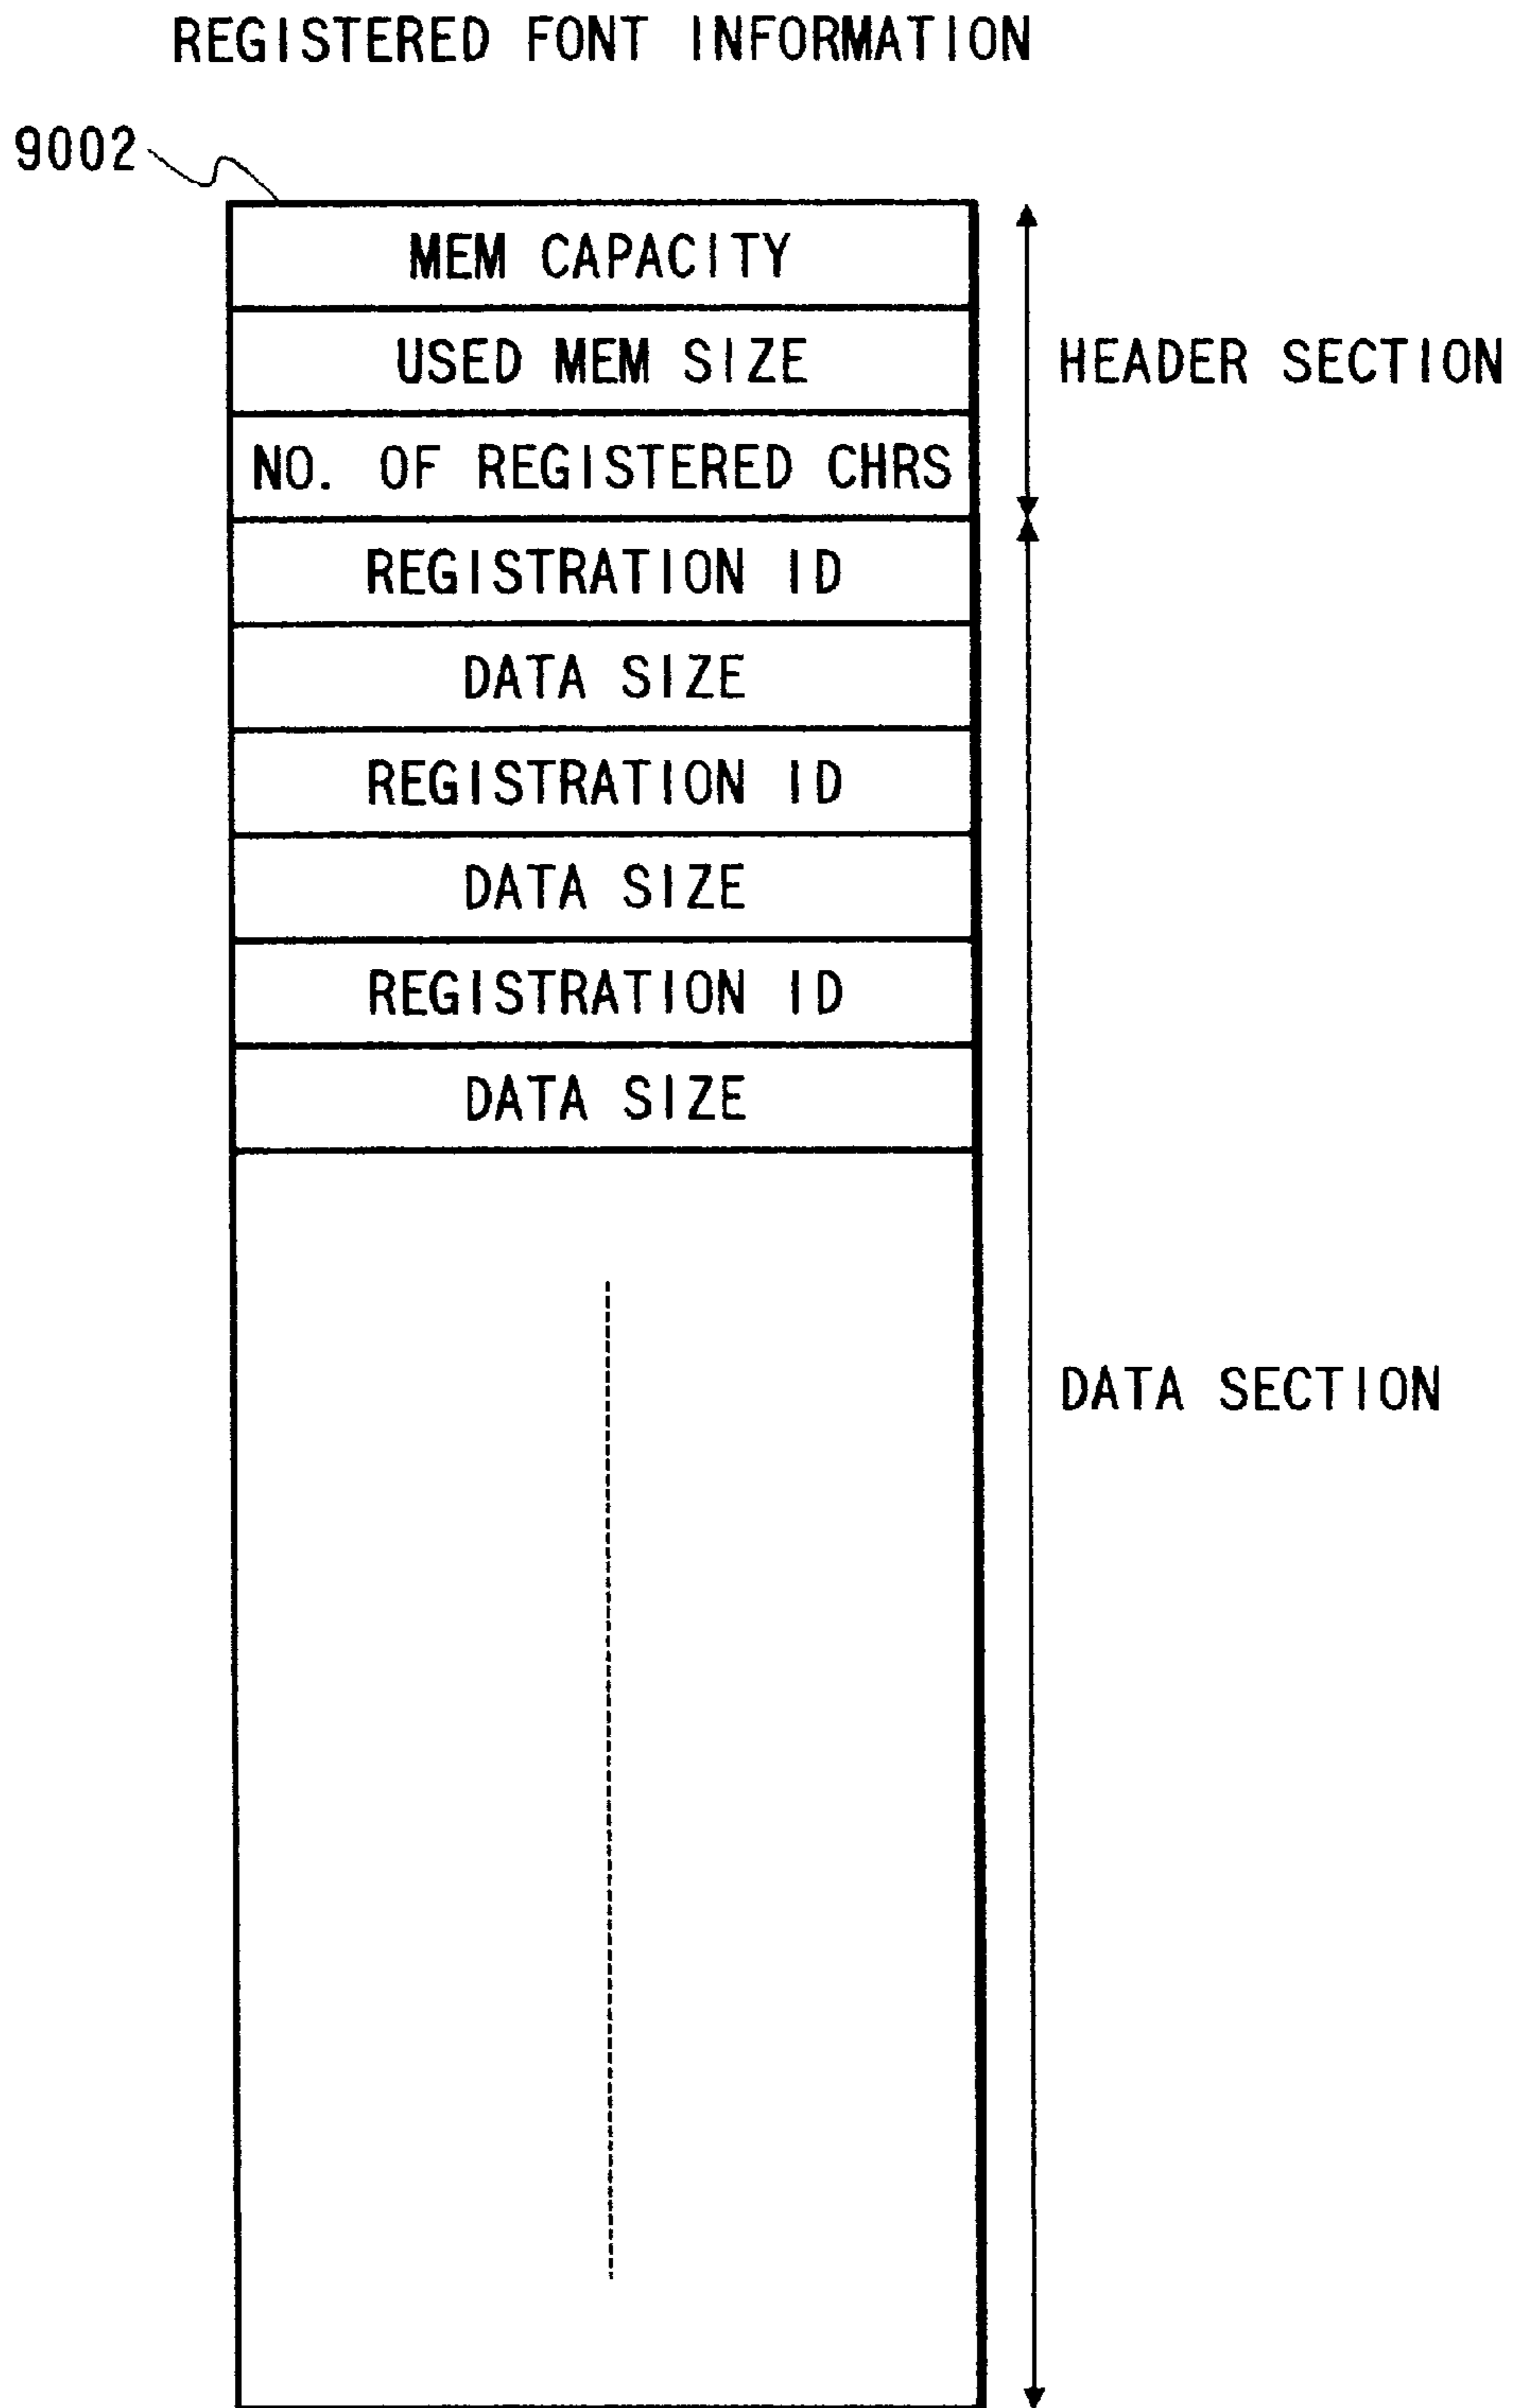 REGISTERED FONT INFORMATION
9002
MEM CAPACITY
USED MEM SIZE
HEADER SECTION
NO. OF REGISTERED CHRS
REGISTRATION ID
DATA SIZE
REGISTRATION ID
DATA SIZE
REGISTRATION ID
DATA SIZE
DATA SECTION